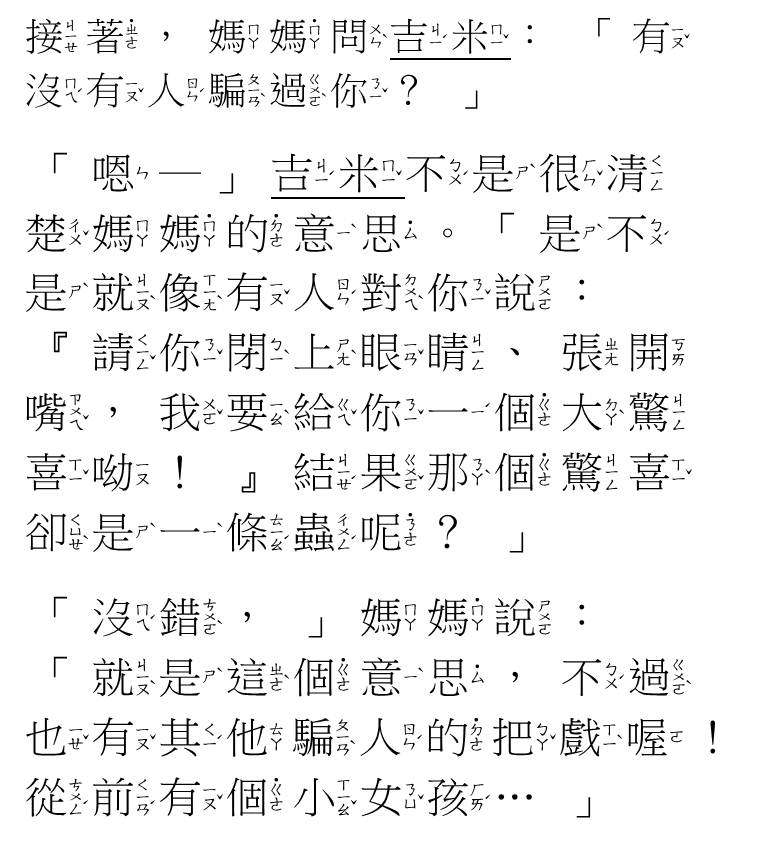 接著，媽媽問吉米：「有
沒有人騙過你？」
「嗯—」吉米不是很清
楚媽媽的意思。「是不
是就像有人對你說：
『請你閉上眼睛、張開
嘴，我要給你一個大驚
喜呦！』結果那個驚喜
卻是一條蟲呢？」
「沒錯，」媽媽說：
「就是這個意思，不過
也有其他騙人的把戲喔！
從前有個小女孩…」